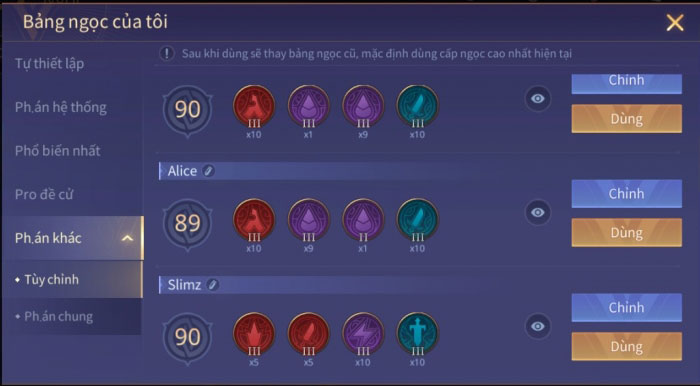 Bảng ngọc của tôi
Sau khi dùng sẽ thay bảng ngọc cũ, mặc định dùng cấp ngọc cao nhất hiện tại
Tự thiết lập
Ph.án hệ thống
Phổ biến nhất
Pro đề cử
Ph.án khác
• Tùy chỉnh
• Ph.án chung
90
III III III III
x10 x1 x9 x10
Chỉnh
Dùng
Alice
89
III III II III
x10 x9 x1 x10
Chỉnh
Dùng
Slimz
90
III III III III
x5 x5 x10 x10
Chỉnh
Dùng